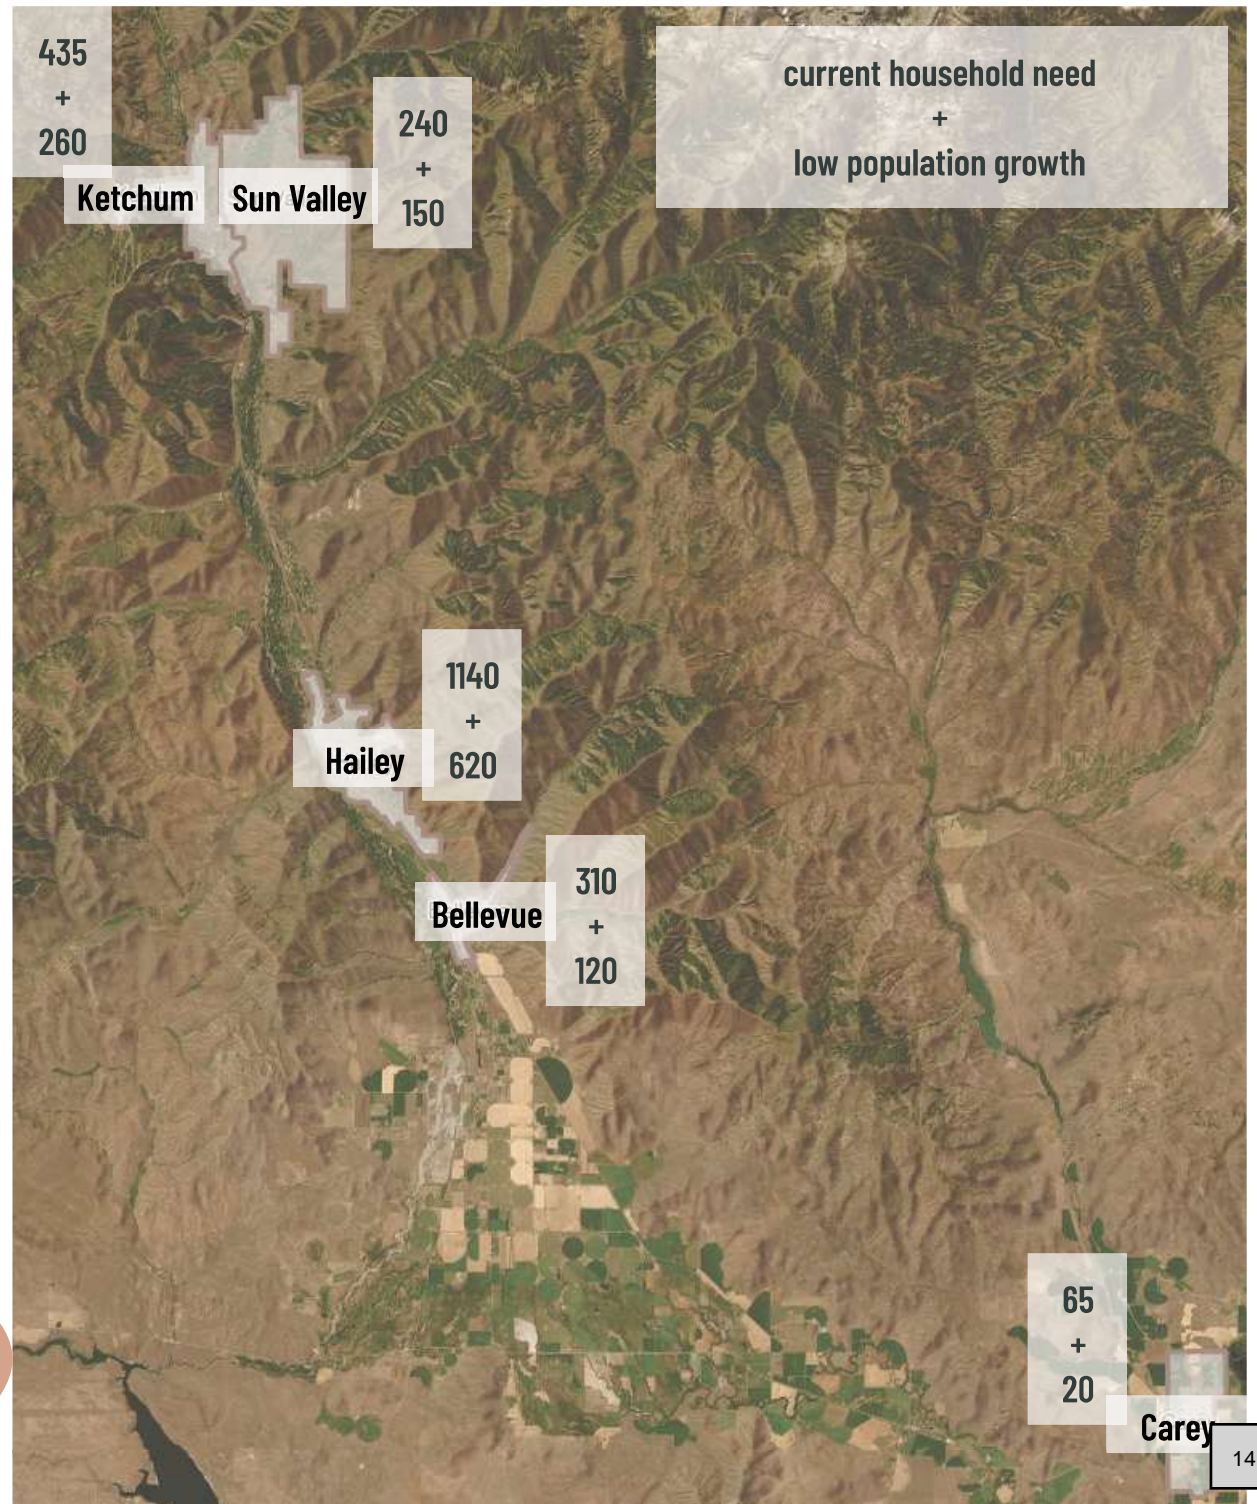 435
+
260
Ketchum
Sun Valley
240
+
150
current household need
+
low population growth
1140
+
620
Hailey
310
+
120
Bellevue
65
+
20
Carey
14